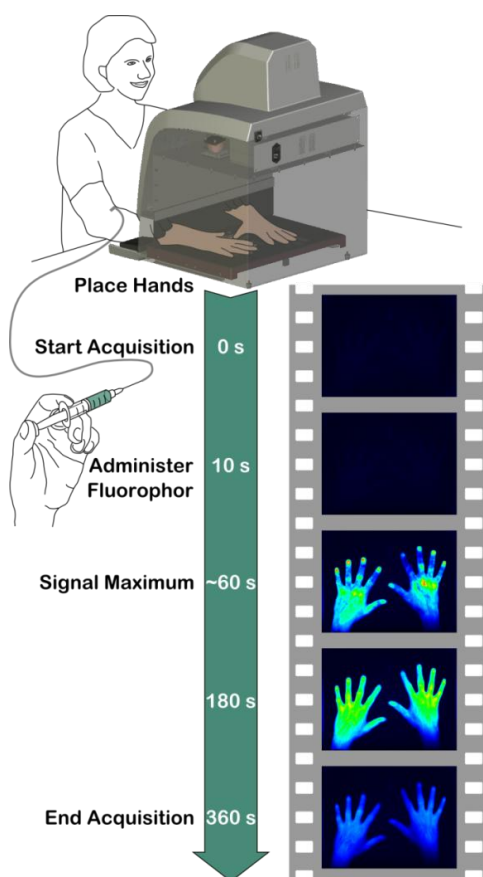 Place Hands
Start Acquisition 0 s
Administer 10 s
Fluorophor
Signal Maximum ~60 s
180 s
End Acquisition 360 s